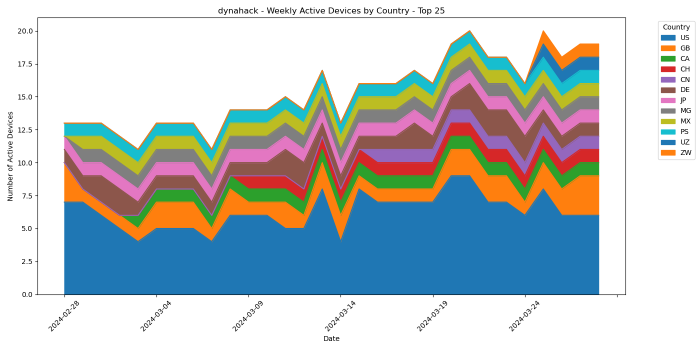 dynahack - Weekly Active Devices by Country - Top 25
Number of Active Devices
20.0
17.5
15.0
12.5
10.0
7.5
5.0
2.5
0.0
2024-02-28
2024-03-04
2024-03-09
2024-03-14
2024-03-19
2024-03-24
Date
Country
US
GB
CA
CH
CN
DE
JP
MG
MX
PS
UZ
ZW